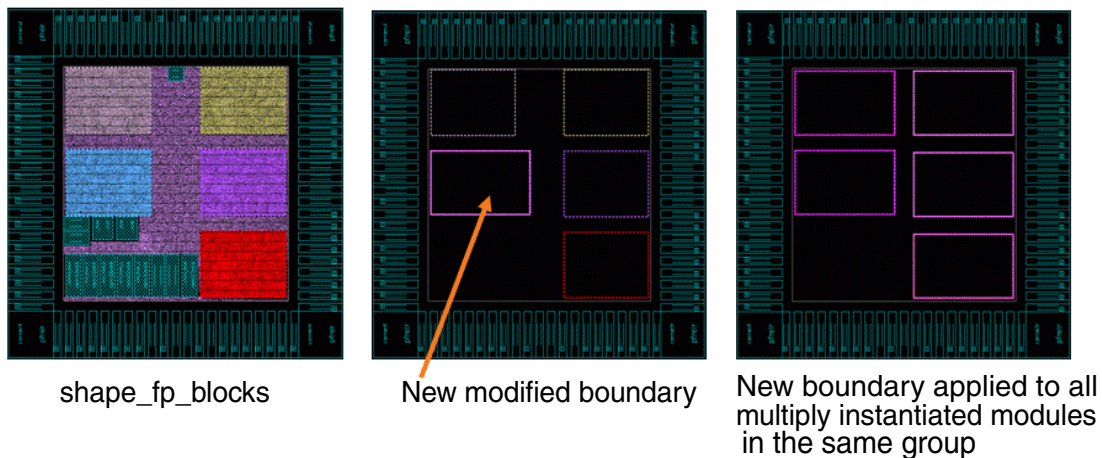 shape_fp_blocks
New modified boundary
New boundary applied to all
multiply instantiated modules
in the same group